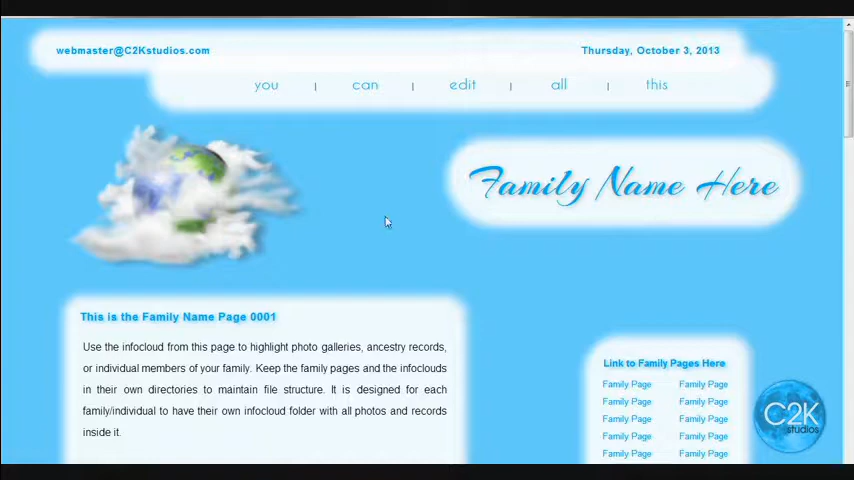 webmaster@C2Kstudios.com
Thursday, October 3, 2013
you | can | edit | all | this
Family Name Here
This is the Family Name Page 0001
Use the infocloud from this page to highlight photo galleries, ancestry records,
or individual members of your family. Keep the family pages and the infoclouds
in their own directories to maintain file structure. It is designed for each
family/individual to have their own infocloud folder with all photos and records
inside it.
Link to Family Pages Here
Family Page Family Page
Family Page Family Page
Family Page Family Page
Family Page Family Page
Family Page Family Page
C2K
studios